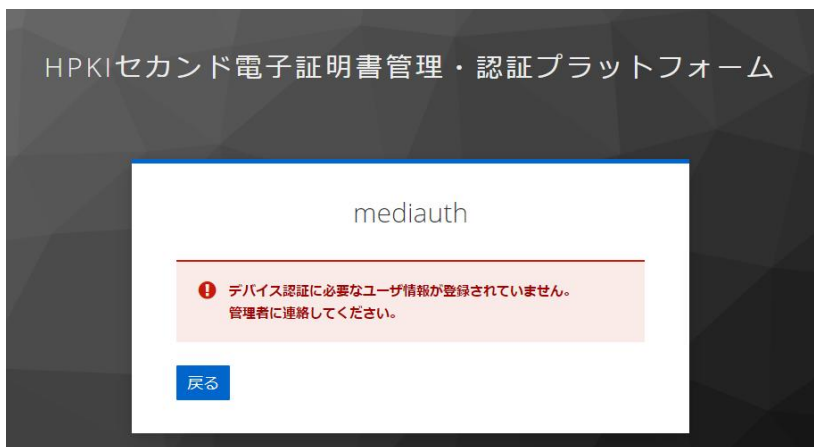 HPKIセカンド電子証明書管理・認証プラットフォーム
mediauth
デバイス認証に必要なユーザ情報が登録されていません。
管理者に連絡してください。
戻る